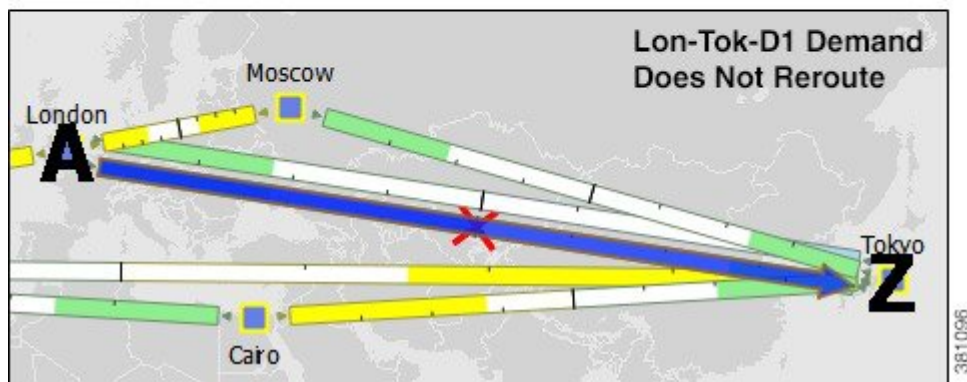 Lon-Tok-D1 Demand
Does Not Reroute
Moscow
London
A
Tokyo
Z
Cairo
381096